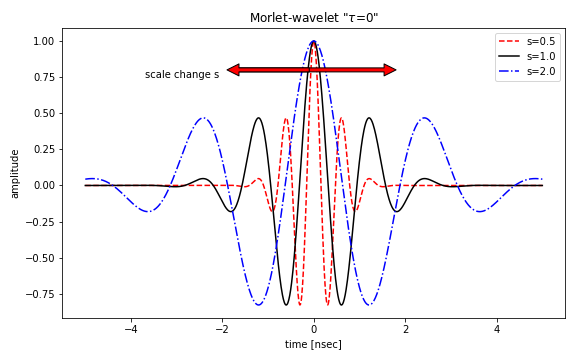 Morlet-wavelet "τ=0"
1.00
0.75
0.50
0.25
0.00
−0.25
−0.50
−0.75
amplitude
scale change s
s=0.5
s=1.0
s=2.0
−4
−2
0
2
4
time [nsec]